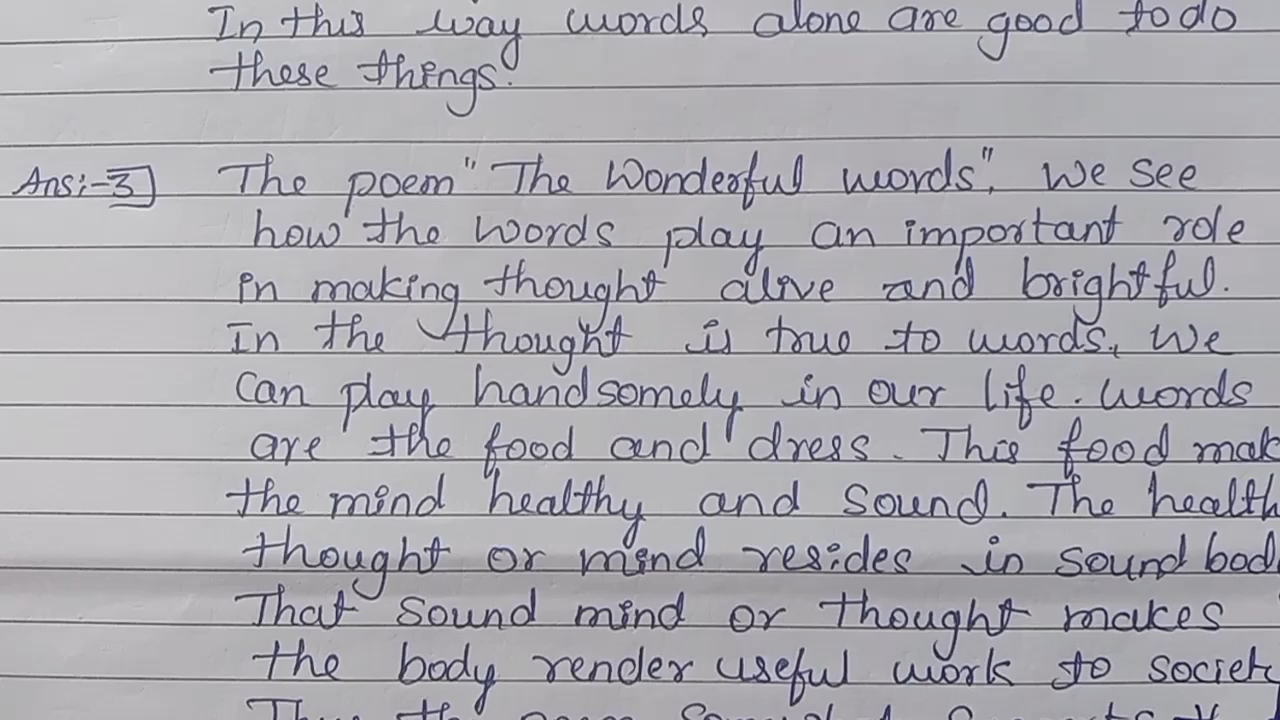 In this way words alone are good to do
these things.
Ans:-3
The poem "The Wonderful words". We see
how the words play an important role
in making thought alive and brightful.
In the thought is true to words, we
can play handsomely in our life. words
are the food and dress. This food mak
the mind healthy and sound. The health
thought or mind resides in sound bod
That sound mind or thought makes
the body render useful work to societ